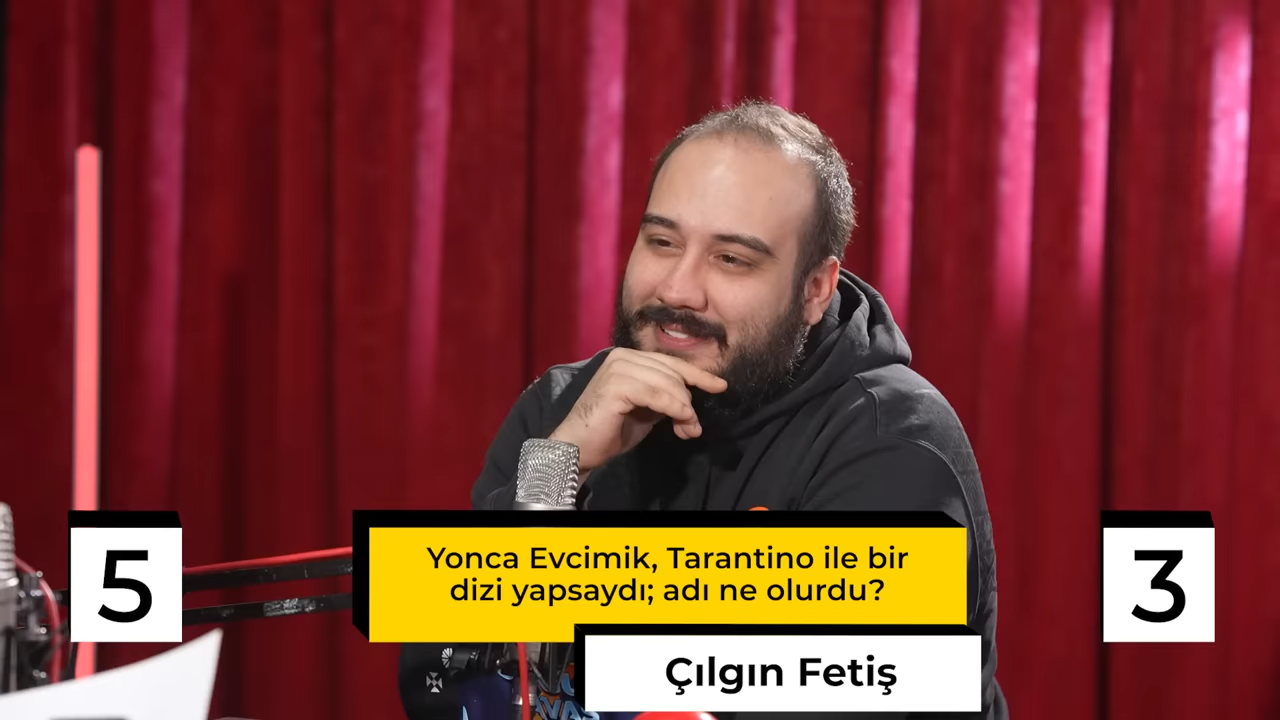 5
Yonca Evcimik, Tarantino ile bir
dizi yapsaydı; adı ne olurdu?
3
Çılgın Fetiş